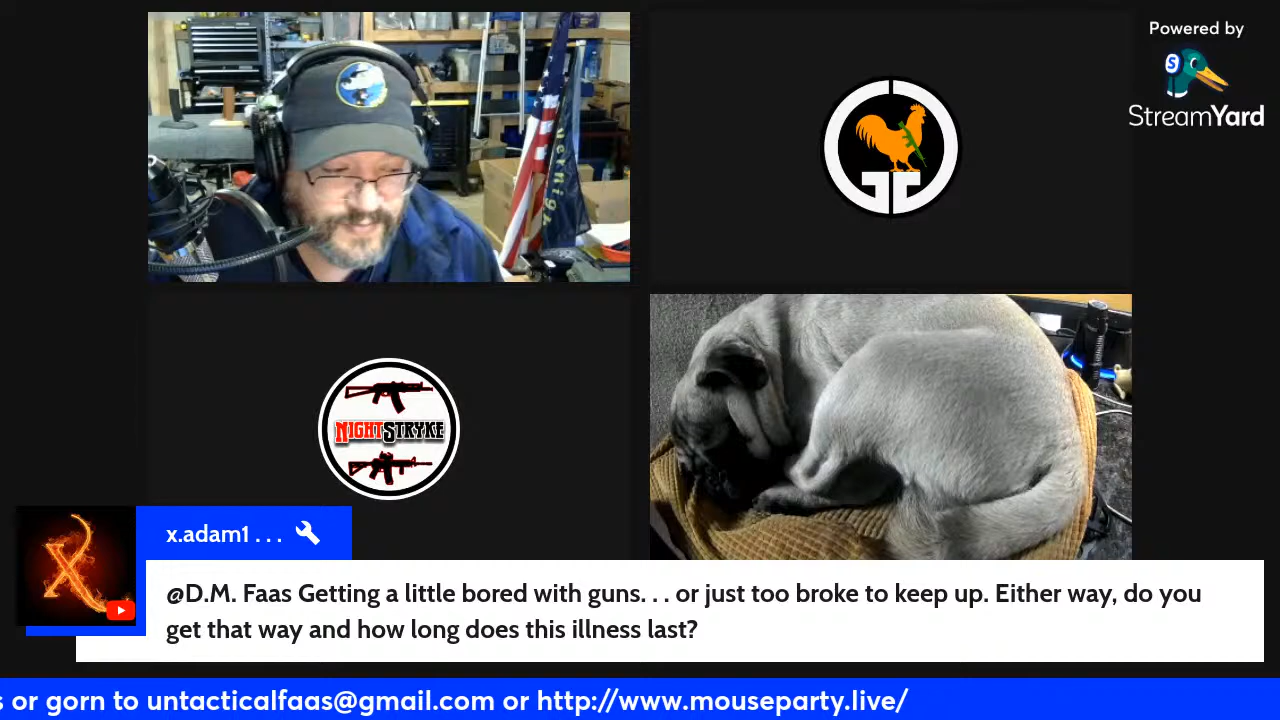 Powered by
S
StreamYard
GG
NIGHTSTRYKE
x.adam1 . . .
X
@D.M. Faas Getting a little bored with guns. . . or just too broke to keep up. Either way, do you
get that way and how long does this illness last?
s or gorn to untacticalfaas@gmail.com or http://www.mouseparty.live/